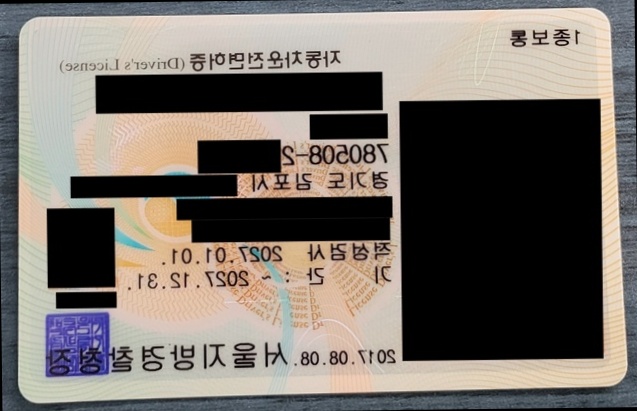 1종보통
자동차운전면허증 (Driver's License)
780508-2
경기도 김포시
적성검사 2027.01.01.
기 간 : ~ 2027.12.31.
2017.08.08. 서울지방경찰청장